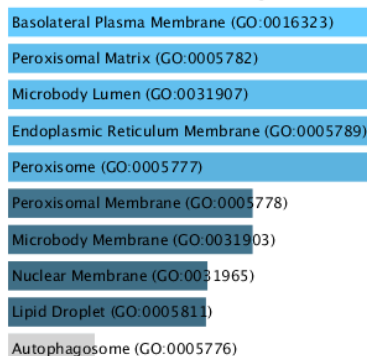 Basolateral Plasma Membrane (GO:0016323)
Peroxisomal Matrix (GO:0005782)
Microbody Lumen (GO:0031907)
Endoplasmic Reticulum Membrane (GO:0005789)
Peroxisome (GO:0005777)
Peroxisomal Membrane (GO:0005778)
Microbody Membrane (GO:0031903)
Nuclear Membrane (GO:0031965)
Lipid Droplet (GO:0005811)
Autophagosome (GO:0005776)